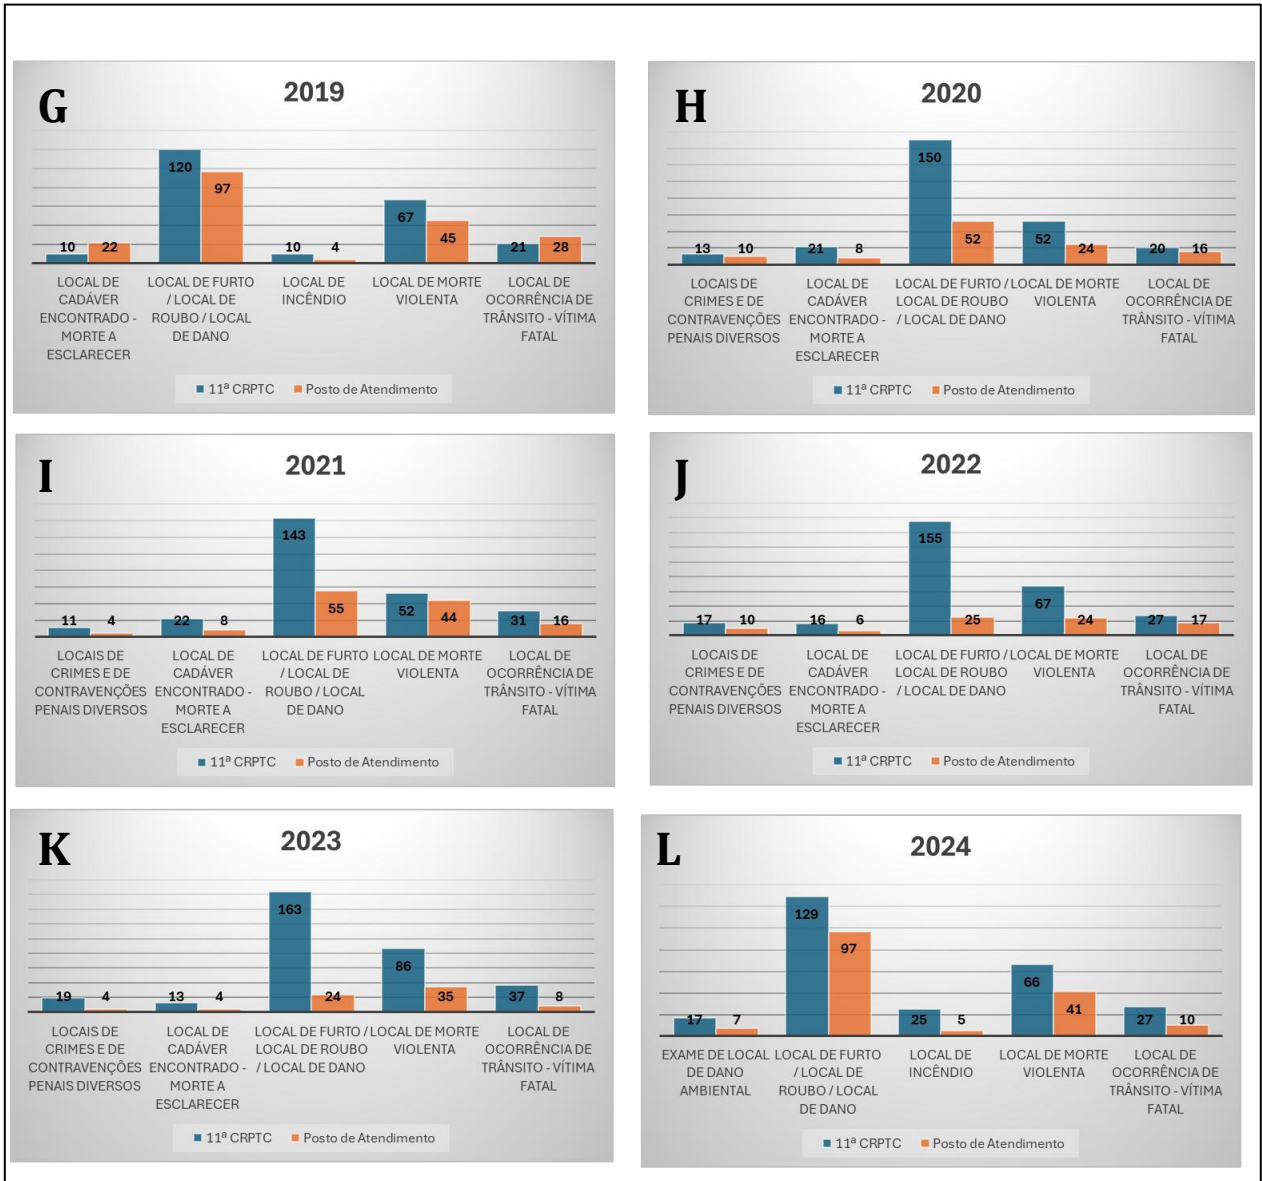 G
2019
120
97
67
45
10
22
10
4
21
28
LOCAL DE
CADÁVER
ENCONTRADO -
MORTE A
ESCLARECER
LOCAL DE FURTO
/ LOCAL DE
ROUBO / LOCAL
DE DANO
LOCAL DE
INCÊNDIO
LOCAL DE MORTE
VIOLENTA
LOCAL DE
OCORRÊNCIA DE
TRÂNSITO - VÍTIMA
FATAL
11ª CRPTC
Posto de Atendimento
H
2020
150
52
52
24
13
10
21
8
20
16
LOCAIS DE
CRIMES E DE
CONTRAVENÇÕES
PENAIS DIVERSOS
LOCAL DE
CADÁVER
ENCONTRADO -
MORTE A
ESCLARECER
LOCAL DE FURTO /
LOCAL DE ROUBO
/ LOCAL DE DANO
LOCAL DE MORTE
VIOLENTA
LOCAL DE
OCORRÊNCIA DE
TRÂNSITO - VÍTIMA
FATAL
11ª CRPTC
Posto de Atendimento
I
2021
143
55
52
44
11
4
22
8
31
16
LOCAIS DE
CRIMES E DE
CONTRAVENÇÕES
PENAIS DIVERSOS
LOCAL DE
CADÁVER
ENCONTRADO -
MORTE A
ESCLARECER
LOCAL DE FURTO
/ LOCAL DE
ROUBO / LOCAL
DE DANO
LOCAL DE MORTE
VIOLENTA
LOCAL DE
OCORRÊNCIA DE
TRÂNSITO - VÍTIMA
FATAL
11ª CRPTC
Posto de Atendimento
J
2022
155
25
67
24
17
10
16
6
27
17
LOCAIS DE
CRIMES E DE
CONTRAVENÇÕES
PENAIS DIVERSOS
LOCAL DE
CADÁVER
ENCONTRADO -
MORTE A
ESCLARECER
LOCAL DE FURTO /
LOCAL DE ROUBO
/ LOCAL DE DANO
LOCAL DE MORTE
VIOLENTA
LOCAL DE
OCORRÊNCIA DE
TRÂNSITO - VÍTIMA
FATAL
11ª CRPTC
Posto de Atendimento
K
2023
163
24
86
35
19
4
13
4
37
8
LOCAIS DE
CRIMES E DE
CONTRAVENÇÕES
PENAIS DIVERSOS
LOCAL DE
CADÁVER
ENCONTRADO -
MORTE A
ESCLARECER
LOCAL DE FURTO /
LOCAL DE ROUBO
/ LOCAL DE DANO
LOCAL DE MORTE
VIOLENTA
LOCAL DE
OCORRÊNCIA DE
TRÂNSITO - VÍTIMA
FATAL
11ª CRPTC
Posto de Atendimento
L
2024
129
97
66
41
17
7
25
5
27
10
EXAME DE LOCAL
DE DANO
AMBIENTAL
LOCAL DE FURTO
/ LOCAL DE
ROUBO / LOCAL
DE DANO
LOCAL DE
INCÊNDIO
LOCAL DE MORTE
VIOLENTA
LOCAL DE
OCORRÊNCIA DE
TRÂNSITO - VÍTIMA
FATAL
11ª CRPTC
Posto de Atendimento